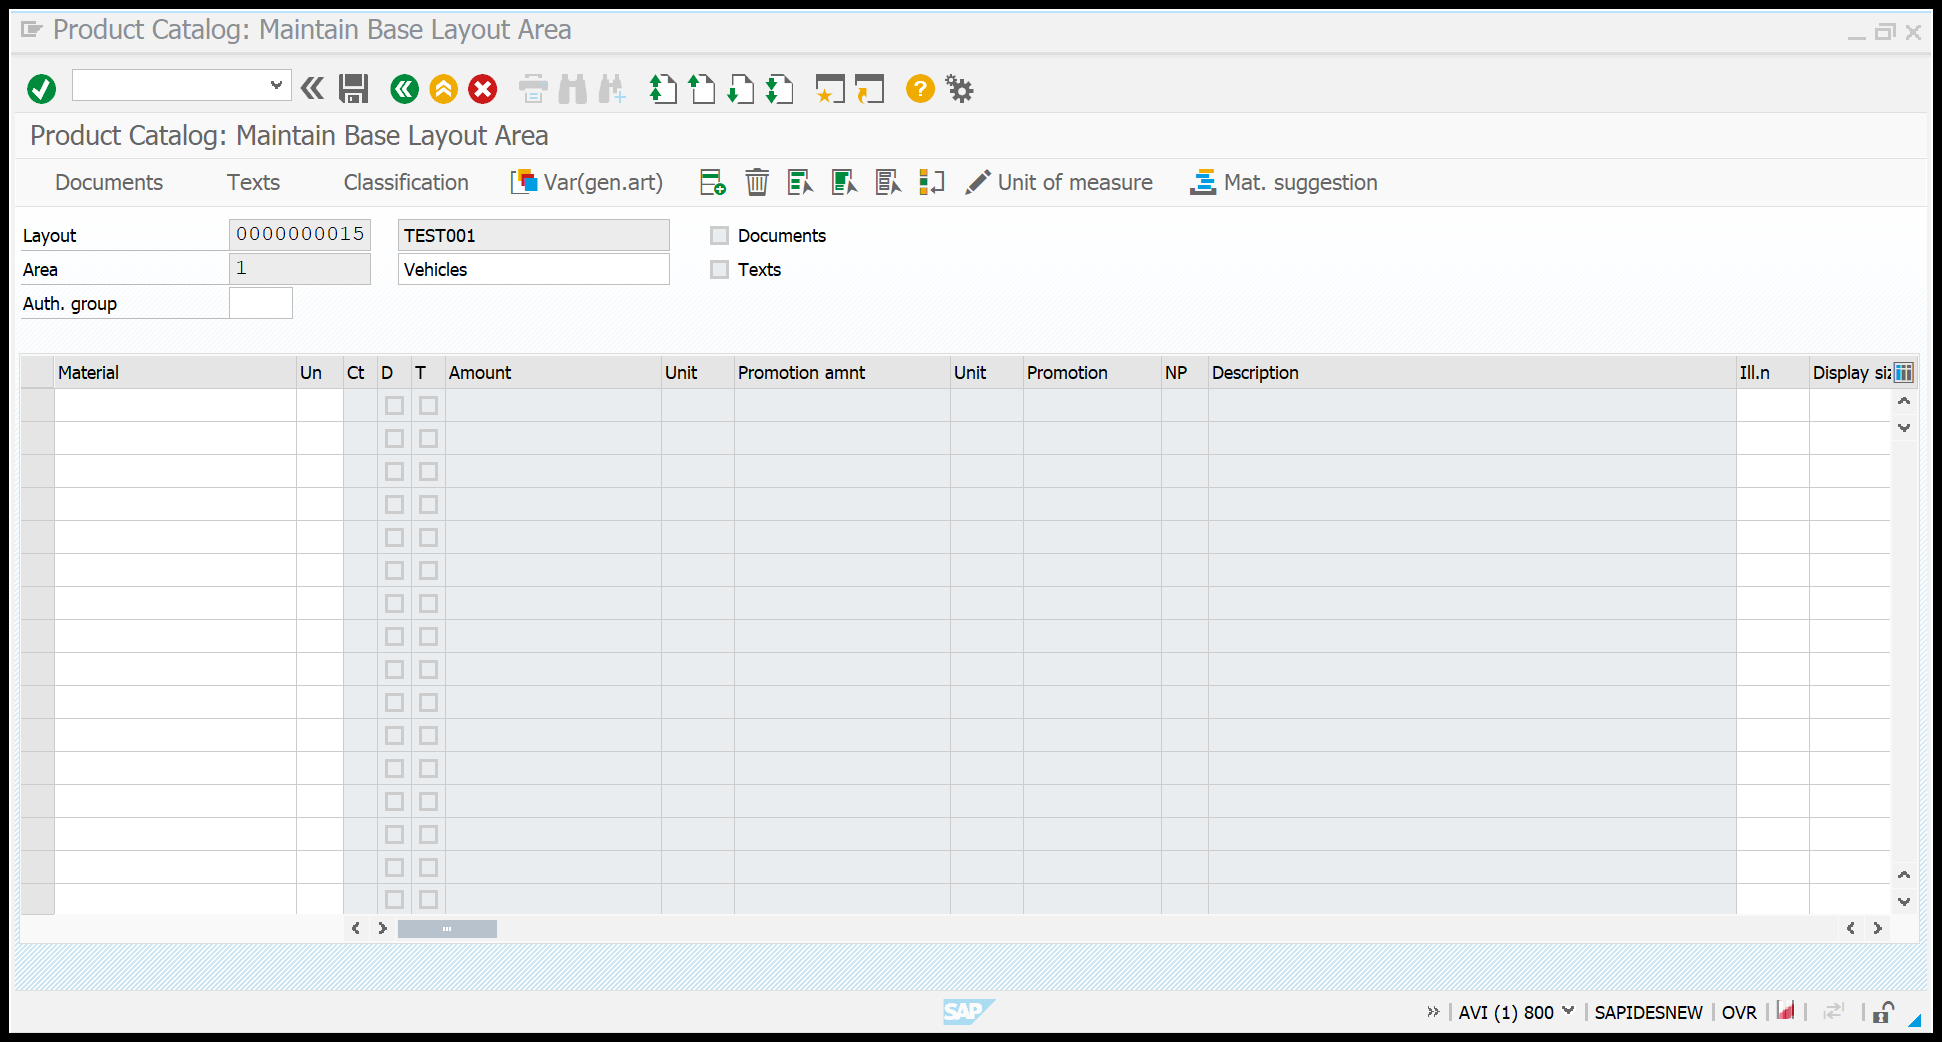 Product Catalog: Maintain Base Layout Area
Product Catalog: Maintain Base Layout Area
Documents Texts Classification Var(gen.art) Unit of measure Mat. suggestion
Layout 0000000015 TEST001 Documents
Area 1 Vehicles Texts
Auth. group
Material Un Ct D T Amount Unit Promotion amnt Unit Promotion NP Description Ill.n Display siz
SAP AVI (1) 800 SAPIDESNEW OVR